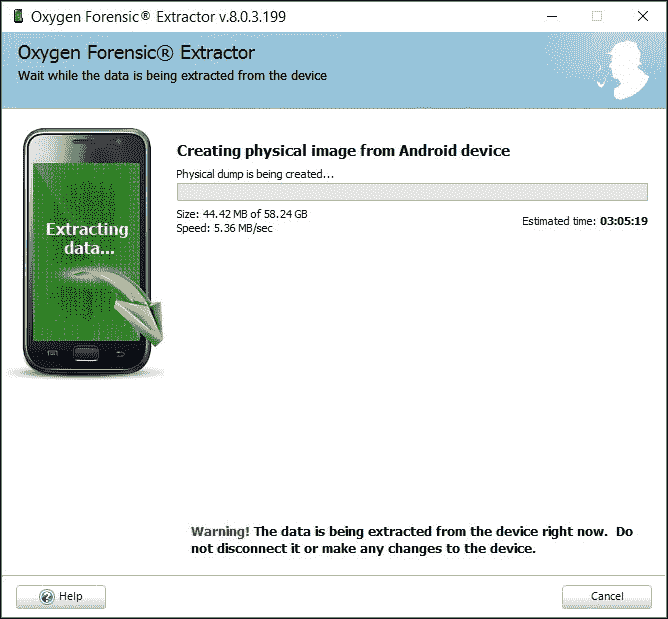 Oxygen Forensic® Extractor v.8.0.3.199
Oxygen Forensic® Extractor
Wait while the data is being extracted from the device
Extracting
data...
Creating physical image from Android device
Physical dump is being created...
Size: 44.42 MB of 58.24 GB
Speed: 5.36 MB/sec
Estimated time: 03:05:19
Warning! The data is being extracted from the device right now. Do
not disconnect it or make any changes to the device.
Help
Cancel